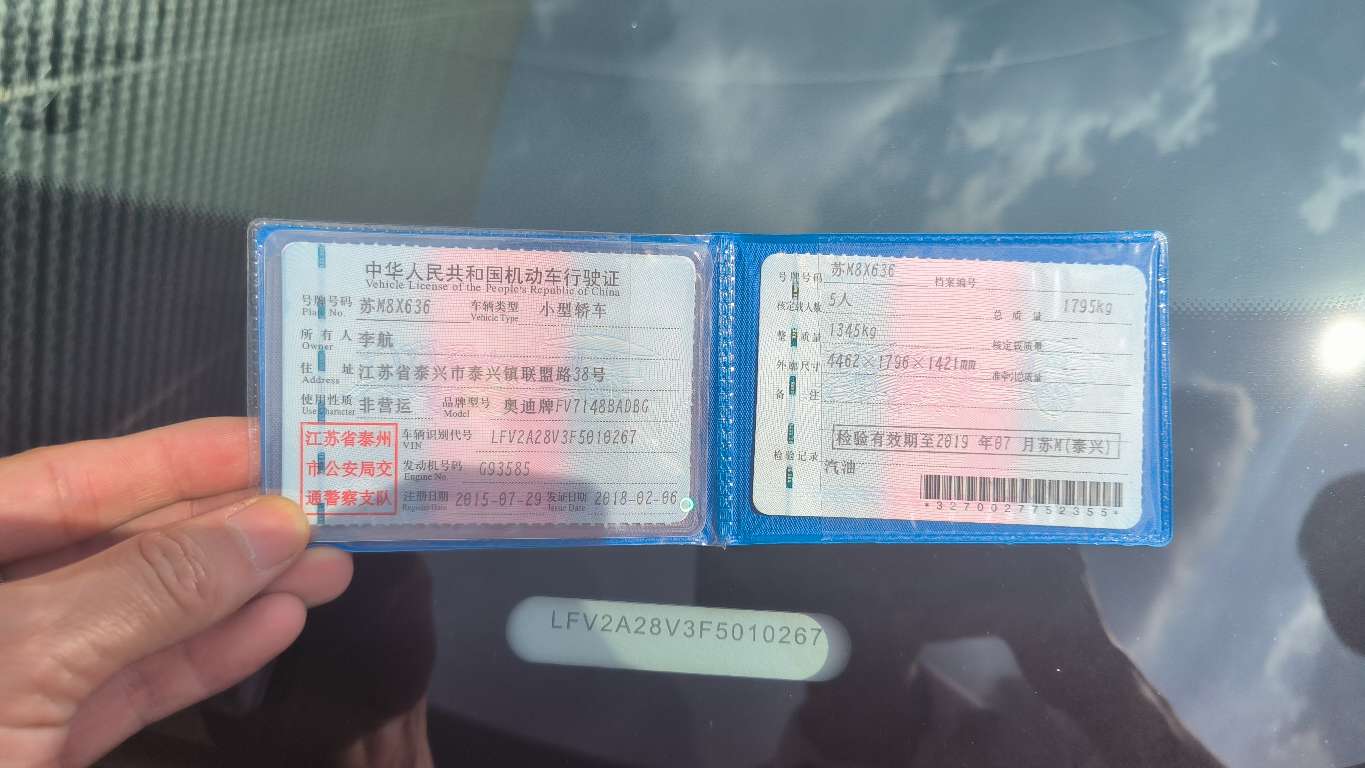 中华人民共和国机动车行驶证
Vehicle License of the People's Republic of China
号牌号码 苏M8X636 车辆类型 小型轿车
Plate No. Vehicle Type
所有人 李航
Owner
住址 江苏省泰兴市泰兴镇联盟路38号
Address
使用性质 非营运 品牌型号 奥迪牌FV7148BADBG
Use Character Model
江苏省泰州
市公安局交
通警察支队
车辆识别代号 LFV2A28V3F5010267
VIN
发动机号码 G93585
Engine No.
注册日期 2015-07-29 发证日期 2018-02-06
Register Date Issue Date
号牌号码 苏M8X636 档案编号
核定载人数 5人 总质量 1795kg
整备质量 1345kg 核定载质量 --
外廓尺寸 4462×1796×1421mm 准牵引总质量 --
备注
检验有效期至2019 年07 月苏M(泰兴)
检验记录
汽油
*3270027752355*
LFV2A28V3F5010267